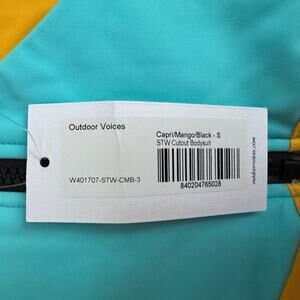 Outdoor Voices
Capri/Mango/Black - S
STW Cutout Bodysuit
W401707-STW-CMB-3
840204765028
outdoorvoices.com